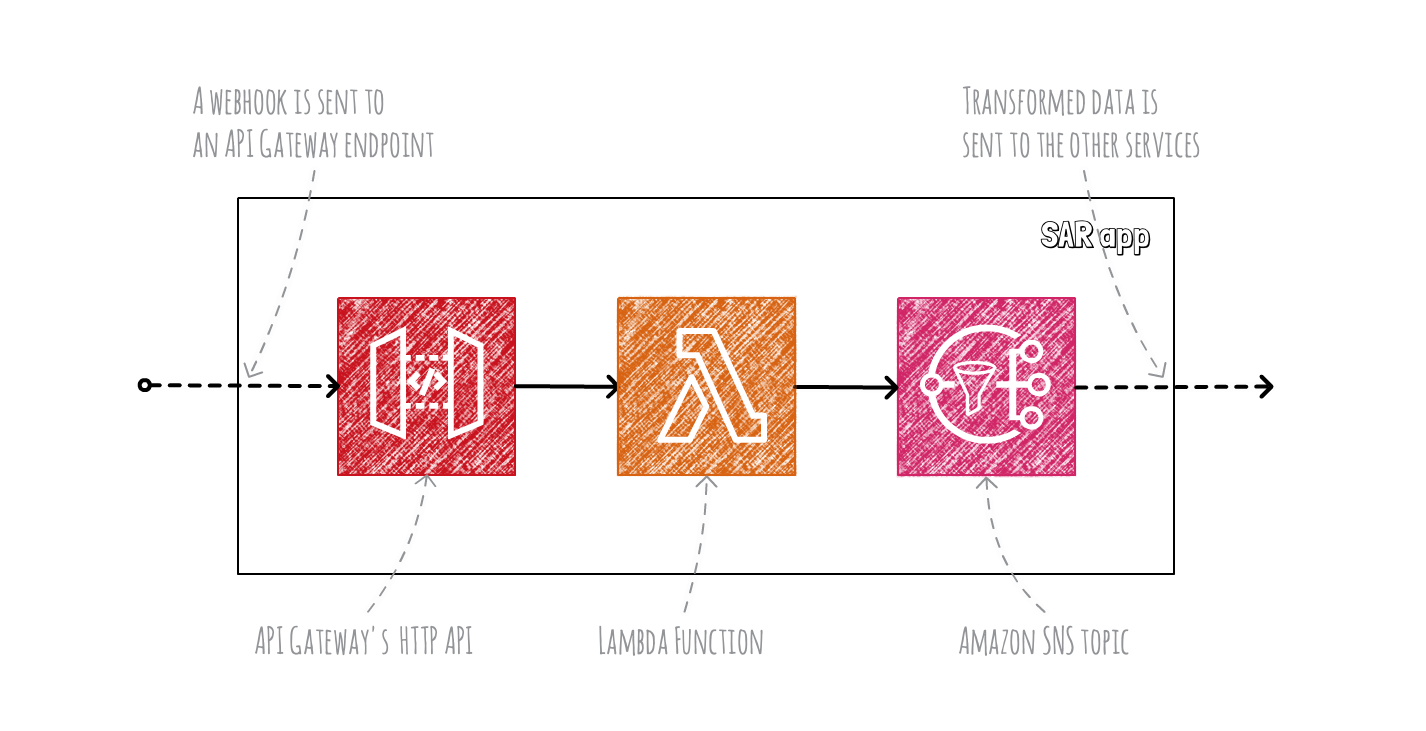 A webhook is sent to
an API Gateway endpoint
Transformed data is
sent to the other services
SAR app
API Gateway's HTTP API
Lambda Function
Amazon SNS topic